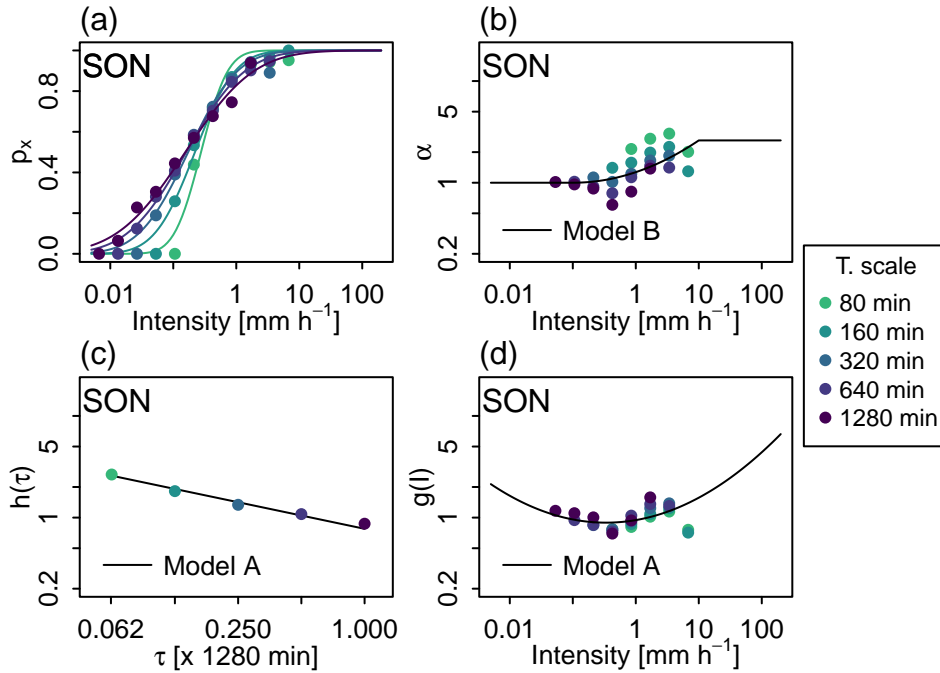 (a)
SON
0.0 0.4 0.8
pₓ
0.01 1 10 100
Intensity [mm h⁻¹]
(b)
SON
0.2 1 5
α
Model B
0.01 1 10 100
Intensity [mm h⁻¹]
T. scale
80 min
160 min
320 min
640 min
1280 min
(c)
SON
0.2 1 5
h(τ)
Model A
0.062 0.250 1.000
τ [x 1280 min]
(d)
SON
0.2 1 5
g(I)
Model A
0.01 1 10 100
Intensity [mm h⁻¹]